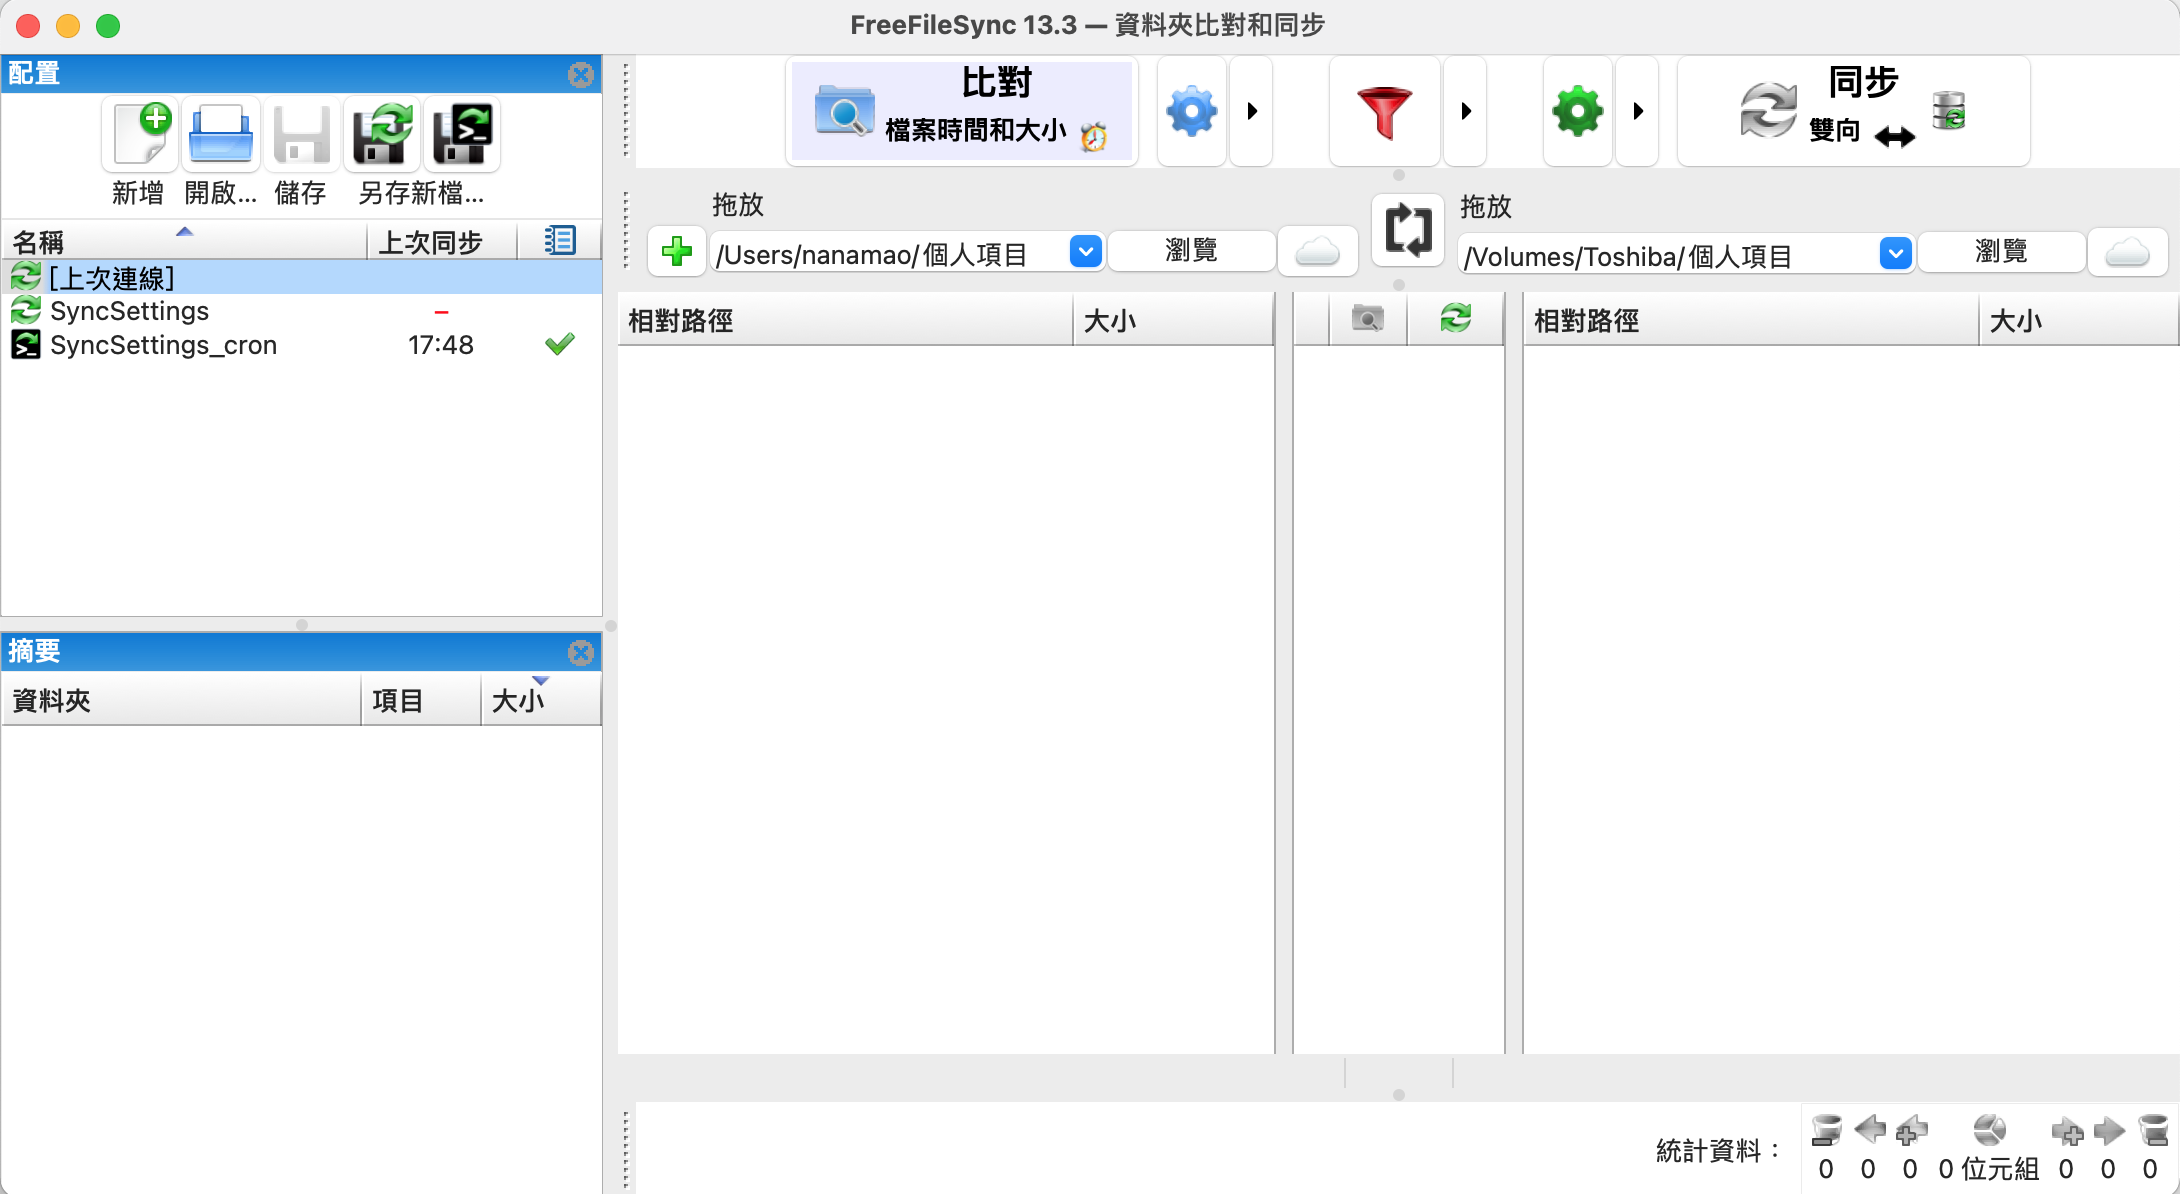 FreeFileSync 13.3 — 資料夾比對和同步
配置
新增 開啟... 儲存 另存新檔...
名稱 上次同步
[上次連線]
SyncSettings –
SyncSettings_cron 17:48
摘要
資料夾 項目 大小
比對
檔案時間和大小
同步
雙向
拖放
/Users/nanamao/個人項目 瀏覽
拖放
/Volumes/Toshiba/個人項目 瀏覽
相對路徑 大小
相對路徑 大小
統計資料：
0 0 0 0 位元組 0 0 0